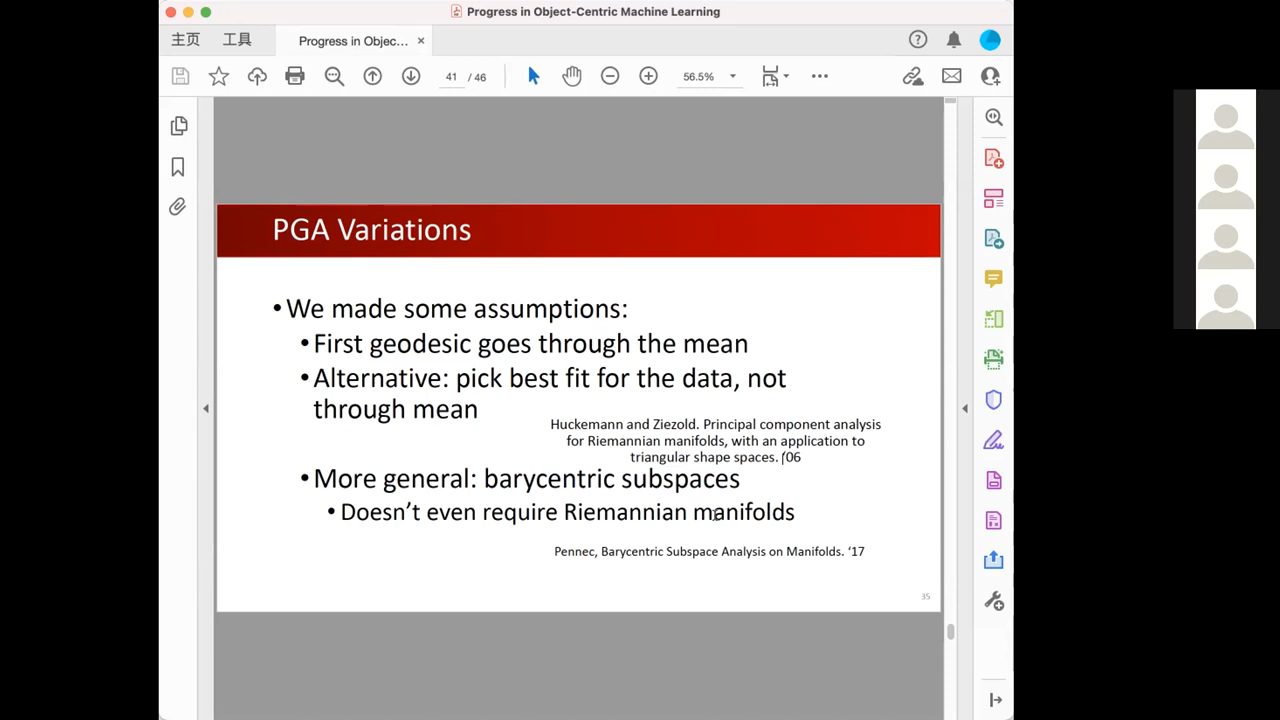 Progress in Object-Centric Machine Learning
主页
工具
Progress in Objec...
41 / 46
56.5%
PGA Variations
•We made some assumptions:
•First geodesic goes through the mean
•Alternative: pick best fit for the data, not
through mean
Huckemann and Ziezold. Principal component analysis
for Riemannian manifolds, with an application to
triangular shape spaces. ‘06
•More general: barycentric subspaces
•Doesn’t even require Riemannian manifolds
Pennec, Barycentric Subspace Analysis on Manifolds. ‘17
35